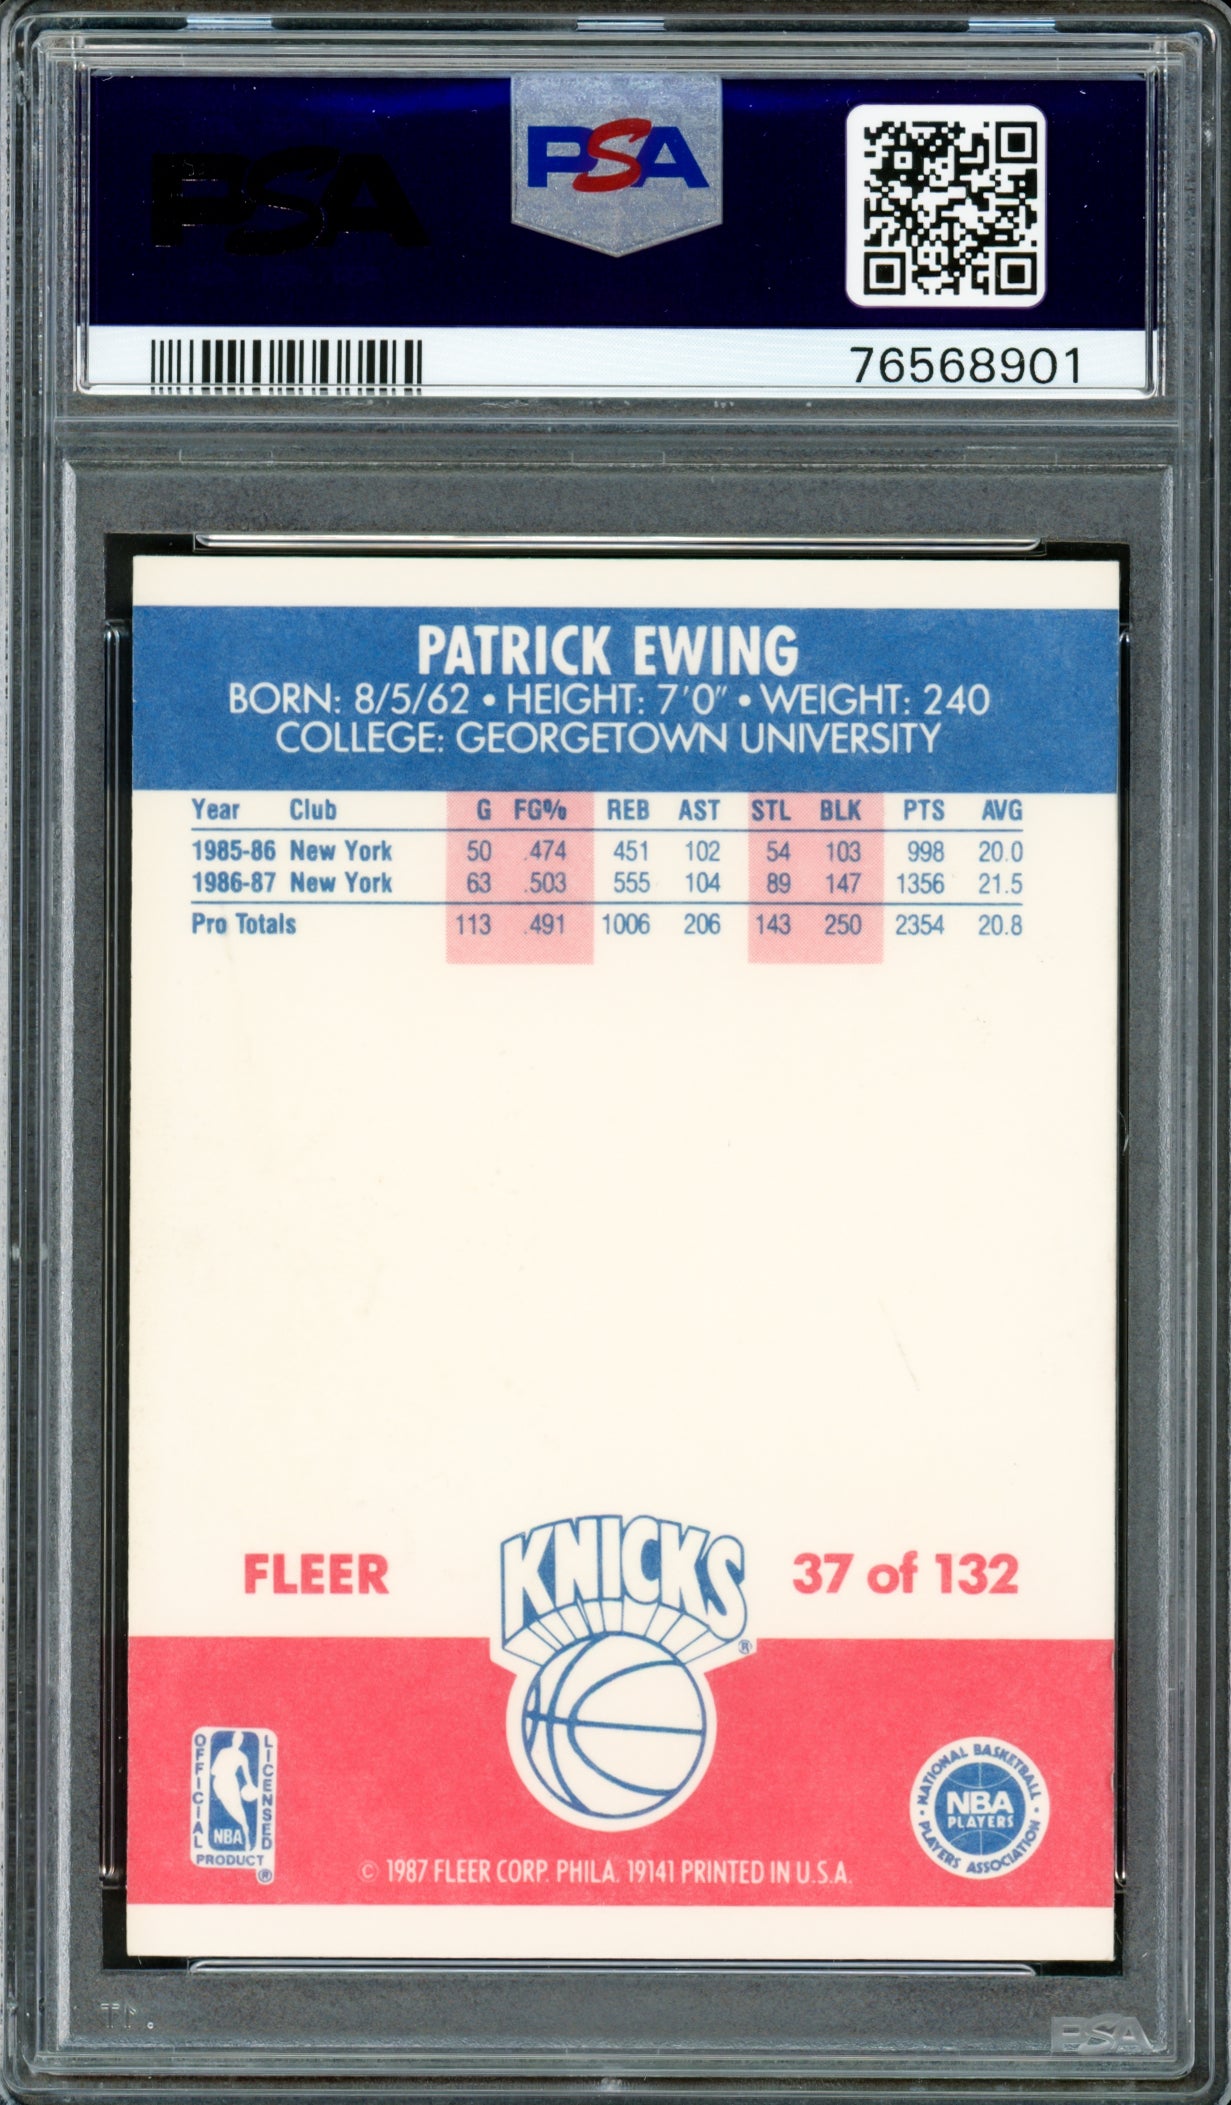 PSA
PSA
76568901
PATRICK EWING
BORN: 8/5/62 • HEIGHT: 7'0" • WEIGHT: 240
COLLEGE: GEORGETOWN UNIVERSITY
Year Club G FG% REB AST STL BLK PTS AVG
1985-86 New York 50 .474 451 102 54 103 998 20.0
1986-87 New York 63 .503 555 104 89 147 1356 21.5
Pro Totals 113 .491 1006 206 143 250 2354 20.8
FLEER
KNICKS ®
37 of 132
OFFICIAL LICENSED
NBA
PRODUCT ®
NATIONAL BASKETBALL
NBA
PLAYERS
PLAYERS ASSOCIATION
© 1987 FLEER CORP. PHILA. 19141 PRINTED IN U.S.A.
PSA